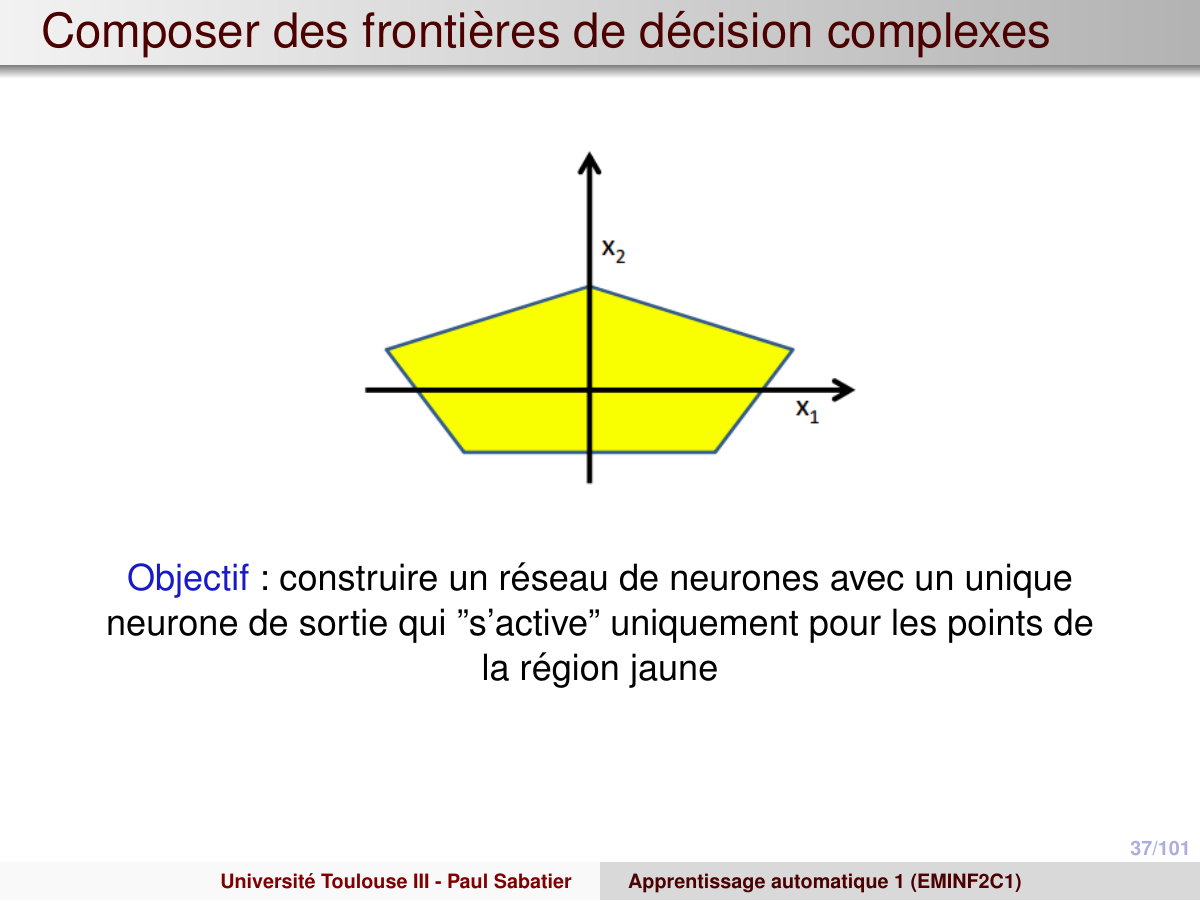 Composer des frontières de décision complexes
x2
x1
Objectif : construire un réseau de neurones avec un unique
neurone de sortie qui ”s’active” uniquement pour les points de
la région jaune
37/101
Université Toulouse III - Paul Sabatier
Apprentissage automatique 1 (EMINF2C1)